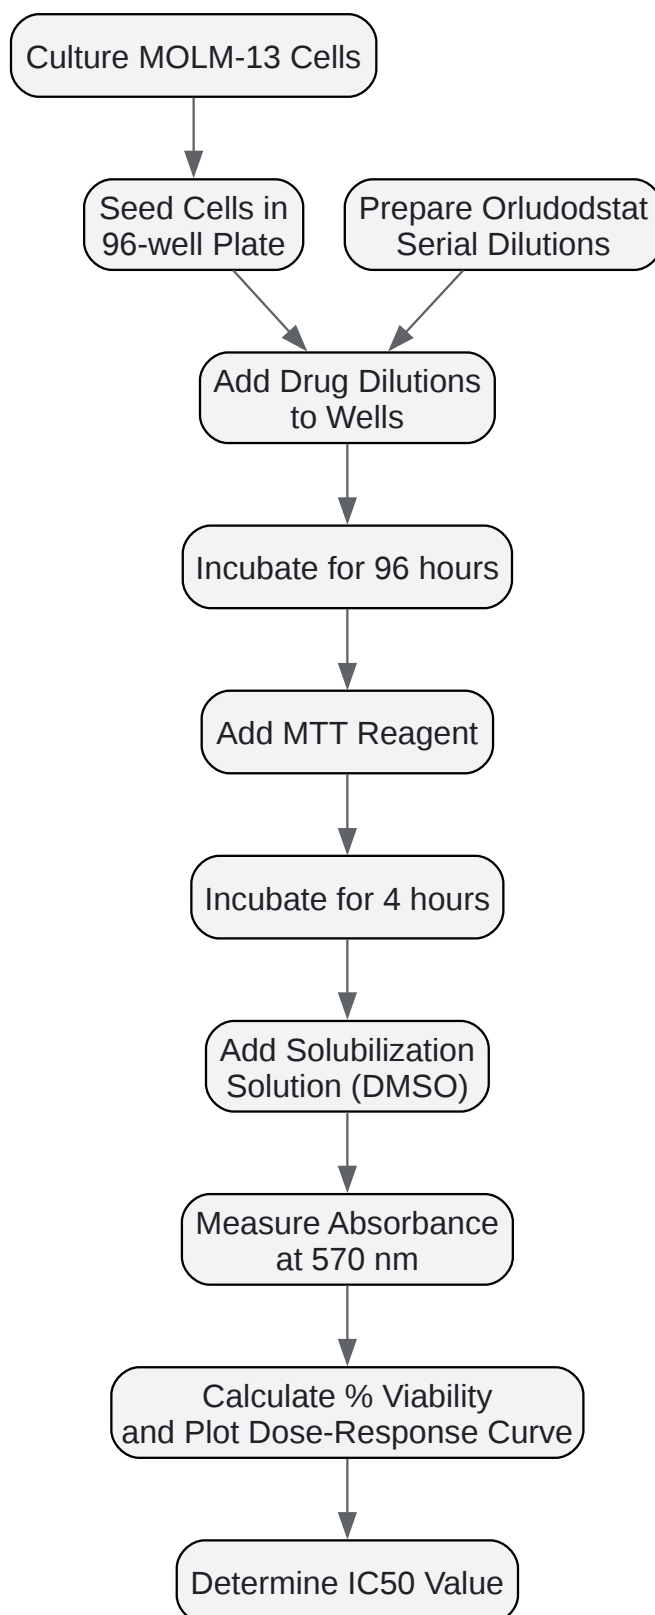 Culture MOLM-13 Cells
Seed Cells in
96-well Plate
Prepare Orludodstat
Serial Dilutions
Add Drug Dilutions
to Wells
Incubate for 96 hours
Add MTT Reagent
Incubate for 4 hours
Add Solubilization
Solution (DMSO)
Measure Absorbance
at 570 nm
Calculate % Viability
and Plot Dose-Response Curve
Determine IC50 Value